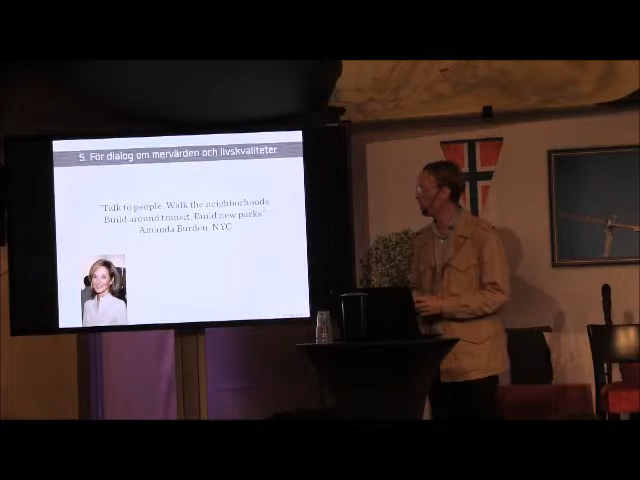 5. För dialog om mervärden och livskvaliteter
"Talk to people. Walk the neighborhoods.
Build around transit. Build new parks"
Amanda Burden, NYC